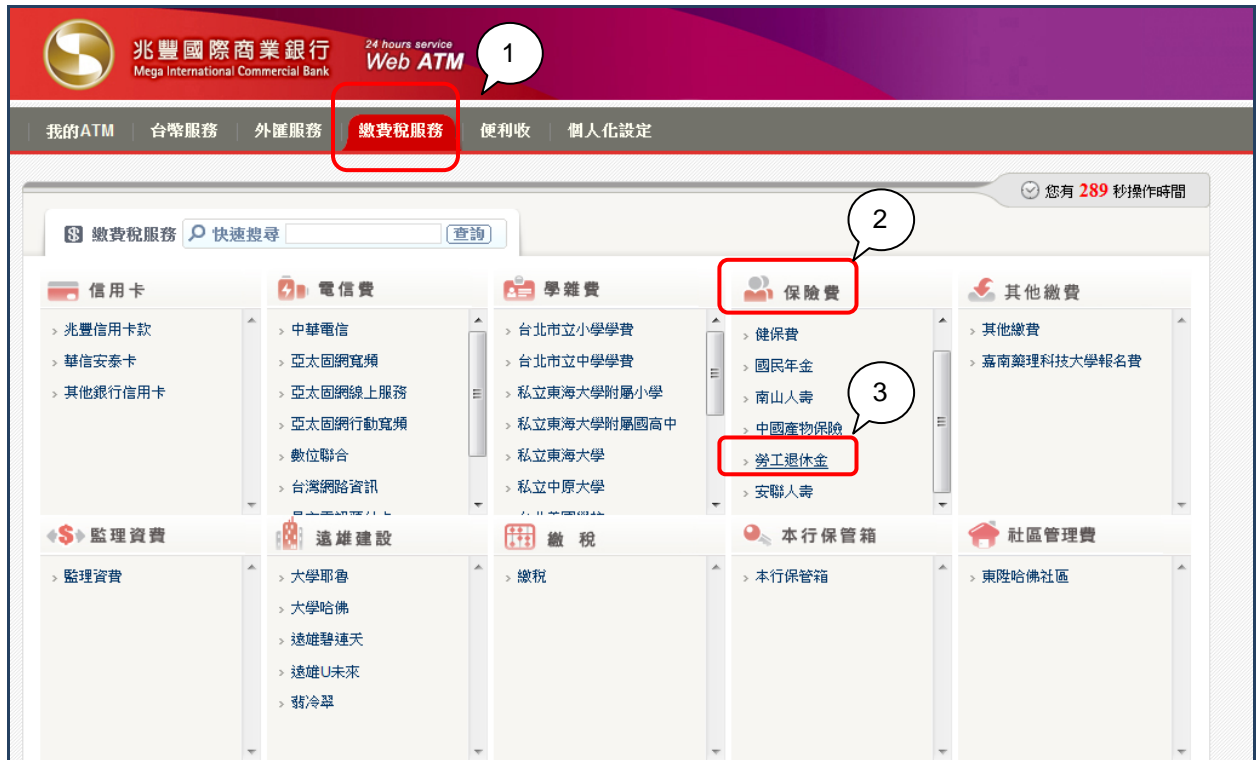 兆豐國際商業銀行
Mega International Commercial Bank
24 hours service
Web ATM
1
我的ATM 台幣服務 外匯服務 繳費稅服務 便利收 個人化設定
您有 289 秒操作時間
繳費稅服務 快速搜尋 查詢
2
信用卡
兆豐信用卡款
華信安泰卡
其他銀行信用卡
電信費
中華電信
亞太固網寬頻
亞太固網線上服務
亞太固網行動寬頻
數位聯合
台灣網路資訊
學雜費
台北市立小學學費
台北市立中學學費
私立東海大學附屬小學
私立東海大學附屬國高中
私立東海大學
私立中原大學
保險費
健保費
國民年金
南山人壽
中國產物保險
3
勞工退休金
安聯人壽
其他繳費
其他繳費
嘉南藥理科技大學報名費
監理資費
監理資費
遠雄建設
大學耶魯
大學哈佛
遠雄碧連天
遠雄U未來
翡冷翠
繳 稅
繳稅
本行保管箱
本行保管箱
社區管理費
東陞哈佛社區